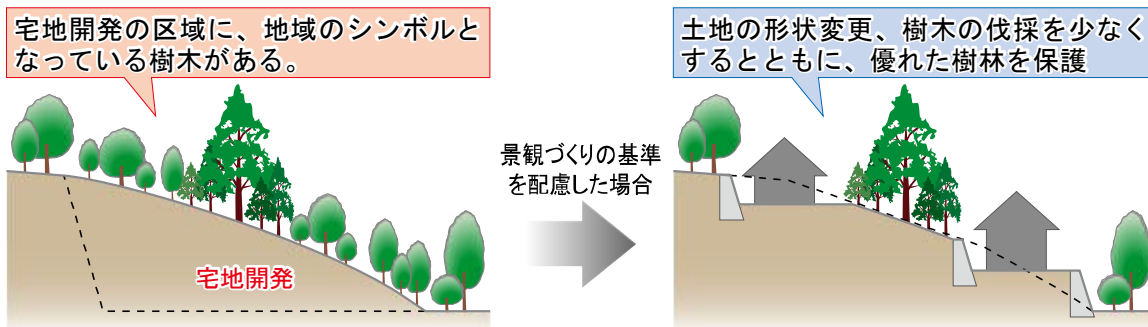 宅地開発の区域に、地域のシンボルと
なっている樹木がある。
宅地開発
景観づくりの基準
を配慮した場合
土地の形状変更、樹木の伐採を少なく
するとともに、優れた樹林を保護